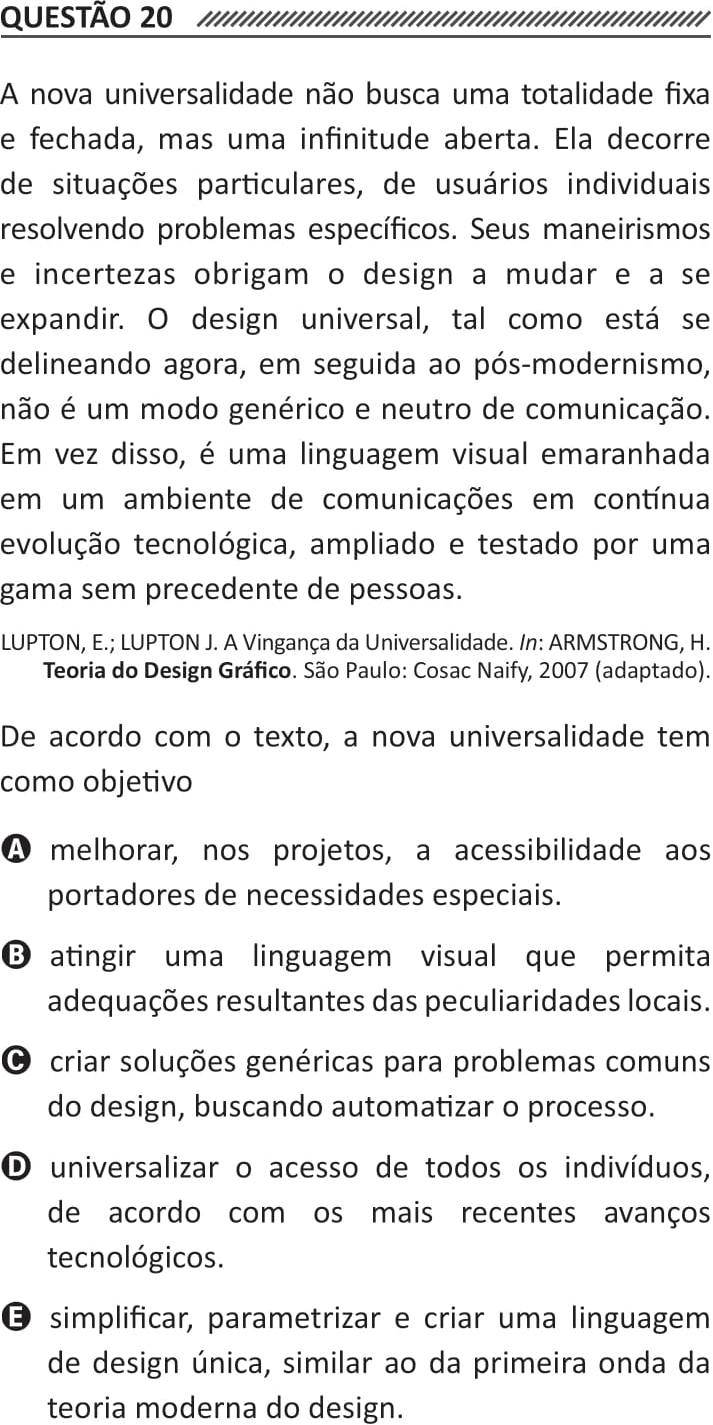 QUESTÃO 20
A nova universalidade não busca uma totalidade fixa
e fechada, mas uma infinitude aberta. Ela decorre
de situações particulares, de usuários individuais
resolvendo problemas específicos. Seus maneirismos
e incertezas obrigam o design a mudar e a se
expandir. O design universal, tal como está se
delineando agora, em seguida ao pós-modernismo,
não é um modo genérico e neutro de comunicação.
Em vez disso, é uma linguagem visual emaranhada
em um ambiente de comunicações em contínua
evolução tecnológica, ampliado e testado por uma
gama sem precedente de pessoas.
LUPTON, E.; LUPTON J. A Vingança da Universalidade. In: ARMSTRONG, H.
Teoria do Design Gráfico. São Paulo: Cosac Naify, 2007 (adaptado).
De acordo com o texto, a nova universalidade tem
como objetivo
A melhorar, nos projetos, a acessibilidade aos
portadores de necessidades especiais.
B atingir uma linguagem visual que permita
adequações resultantes das peculiaridades locais.
C criar soluções genéricas para problemas comuns
do design, buscando automatizar o processo.
D universalizar o acesso de todos os indivíduos,
de acordo com os mais recentes avanços
tecnológicos.
E simplificar, parametrizar e criar uma linguagem
de design única, similar ao da primeira onda da
teoria moderna do design.